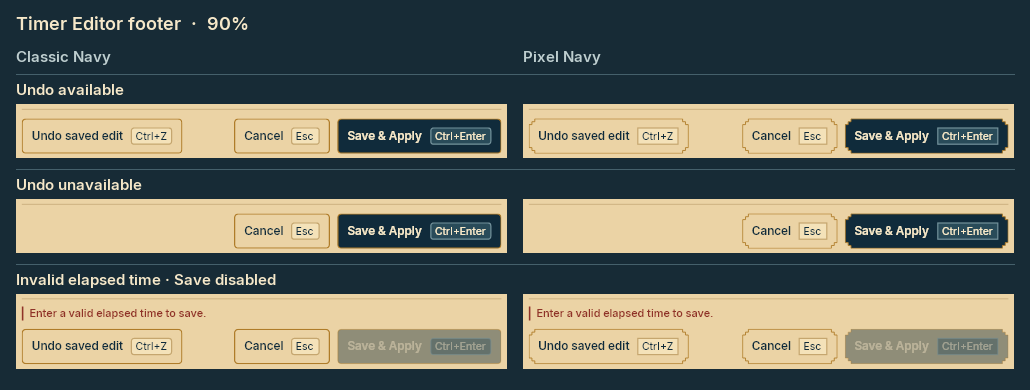 Timer Editor footer · 90%
Classic Navy Pixel Navy
Undo available
Undo saved edit Ctrl+Z Cancel Esc Save & Apply Ctrl+Enter Undo saved edit Ctrl+Z Cancel Esc Save & Apply Ctrl+Enter
Undo unavailable
Cancel Esc Save & Apply Ctrl+Enter Cancel Esc Save & Apply Ctrl+Enter
Invalid elapsed time · Save disabled
Enter a valid elapsed time to save. Enter a valid elapsed time to save.
Undo saved edit Ctrl+Z Cancel Esc Save & Apply Ctrl+Enter Undo saved edit Ctrl+Z Cancel Esc Save & Apply Ctrl+Enter